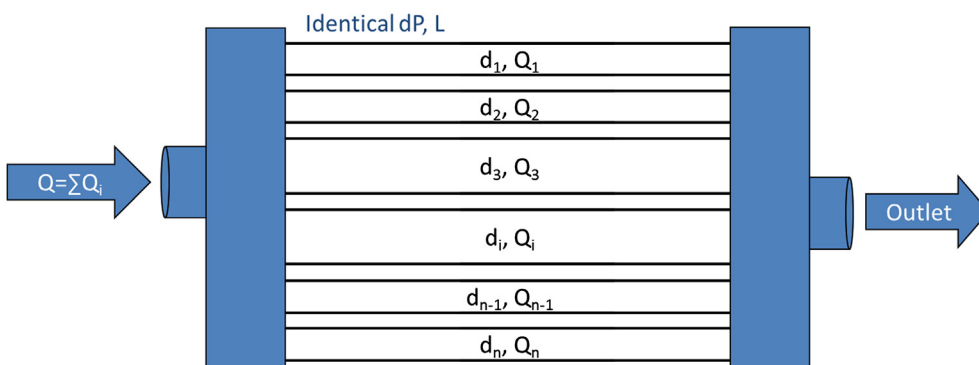 Identical dP, L
d₁, Q₁
d₂, Q₂
d₃, Q₃
Q=∑Qᵢ
dᵢ, Qᵢ
Outlet
dₙ₋₁, Qₙ₋₁
dₙ, Qₙ